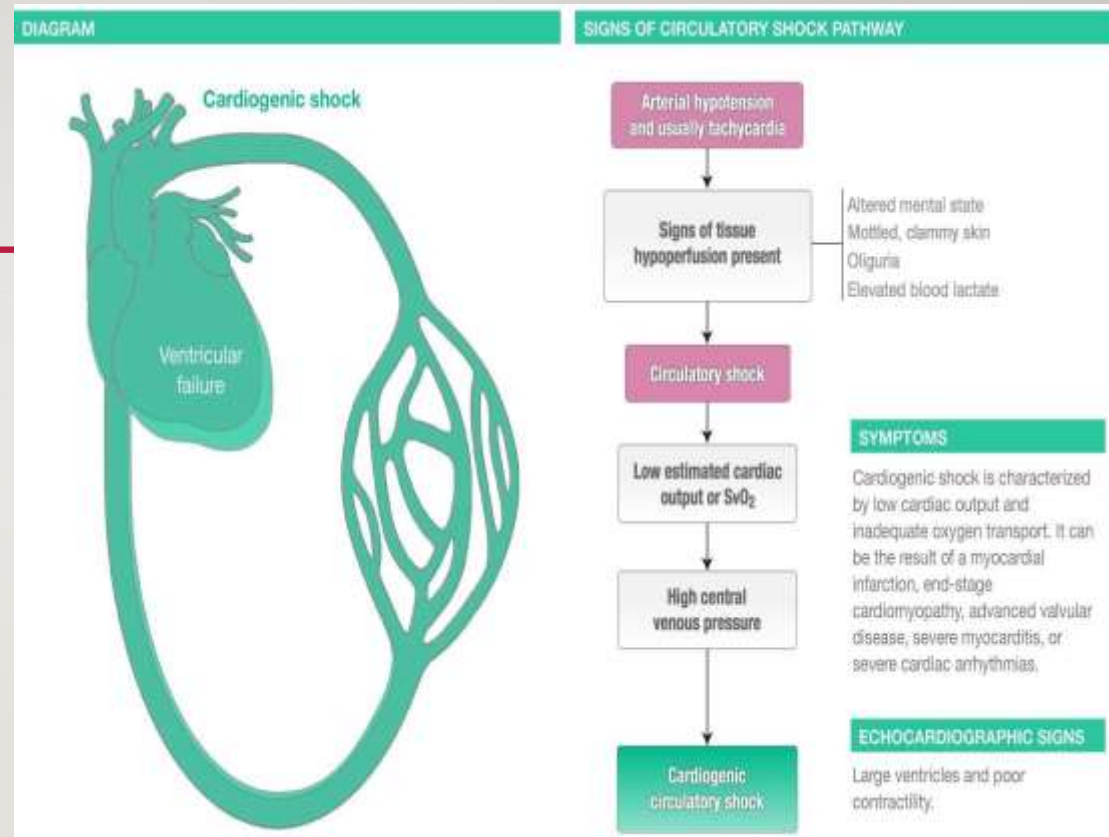 DIAGRAM
Cardiogenic shock
Ventricular
failure
SIGNS OF CIRCULATORY SHOCK PATHWAY
Arterial hypotension
and usually tachycardia
Signs of tissue
hypoperfusion present
Altered mental state
Mottled, clammy skin
Oliguria
Elevated blood lactate
Circulatory shock
Low estimated cardiac
output or SvO₂
High central
venous pressure
Cardiogenic
circulatory shock
SYMPTOMS
Cardiogenic shock is characterized
by low cardiac output and
inadequate oxygen transport. It can
be the result of a myocardial
infarction, end-stage
cardiomyopathy, advanced valvular
disease, severe myocarditis, or
severe cardiac arrhythmias.
ECHOCARDIOGRAPHIC SIGNS
Large ventricles and poor
contractility.